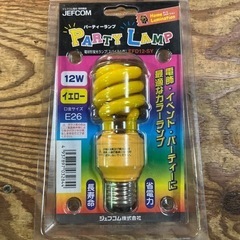 JEFCOM
パーティーランプ
PARTY LAMP
EFD12-SY
12W
イエロー
口金サイズ
E26
電飾・イベント・パーティーに
最適なカラーランプ
長寿命
省電力
ジェフコム株式会社